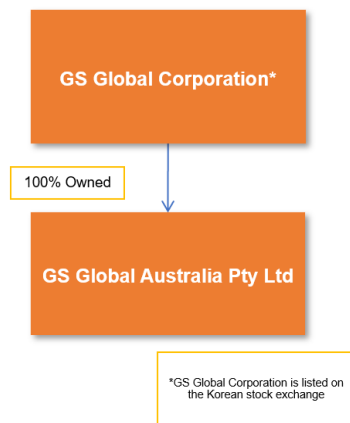 GS Global Corporation*
100% Owned
GS Global Australia Pty Ltd
*GS Global Corporation is listed on
the Korean stock exchange